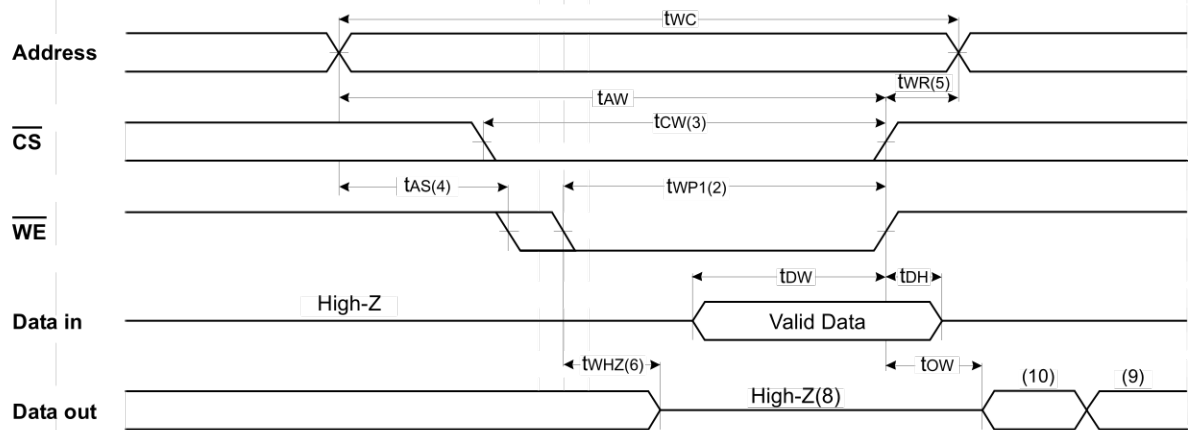 tWC
Address
tWR(5)
tAW
tCW(3)
CS
tAS(4)
tWP1(2)
WE
tDW
tDH
High-Z
Data in
Valid Data
tWHZ(6)
tOW
High-Z(8)
(10)
(9)
Data out